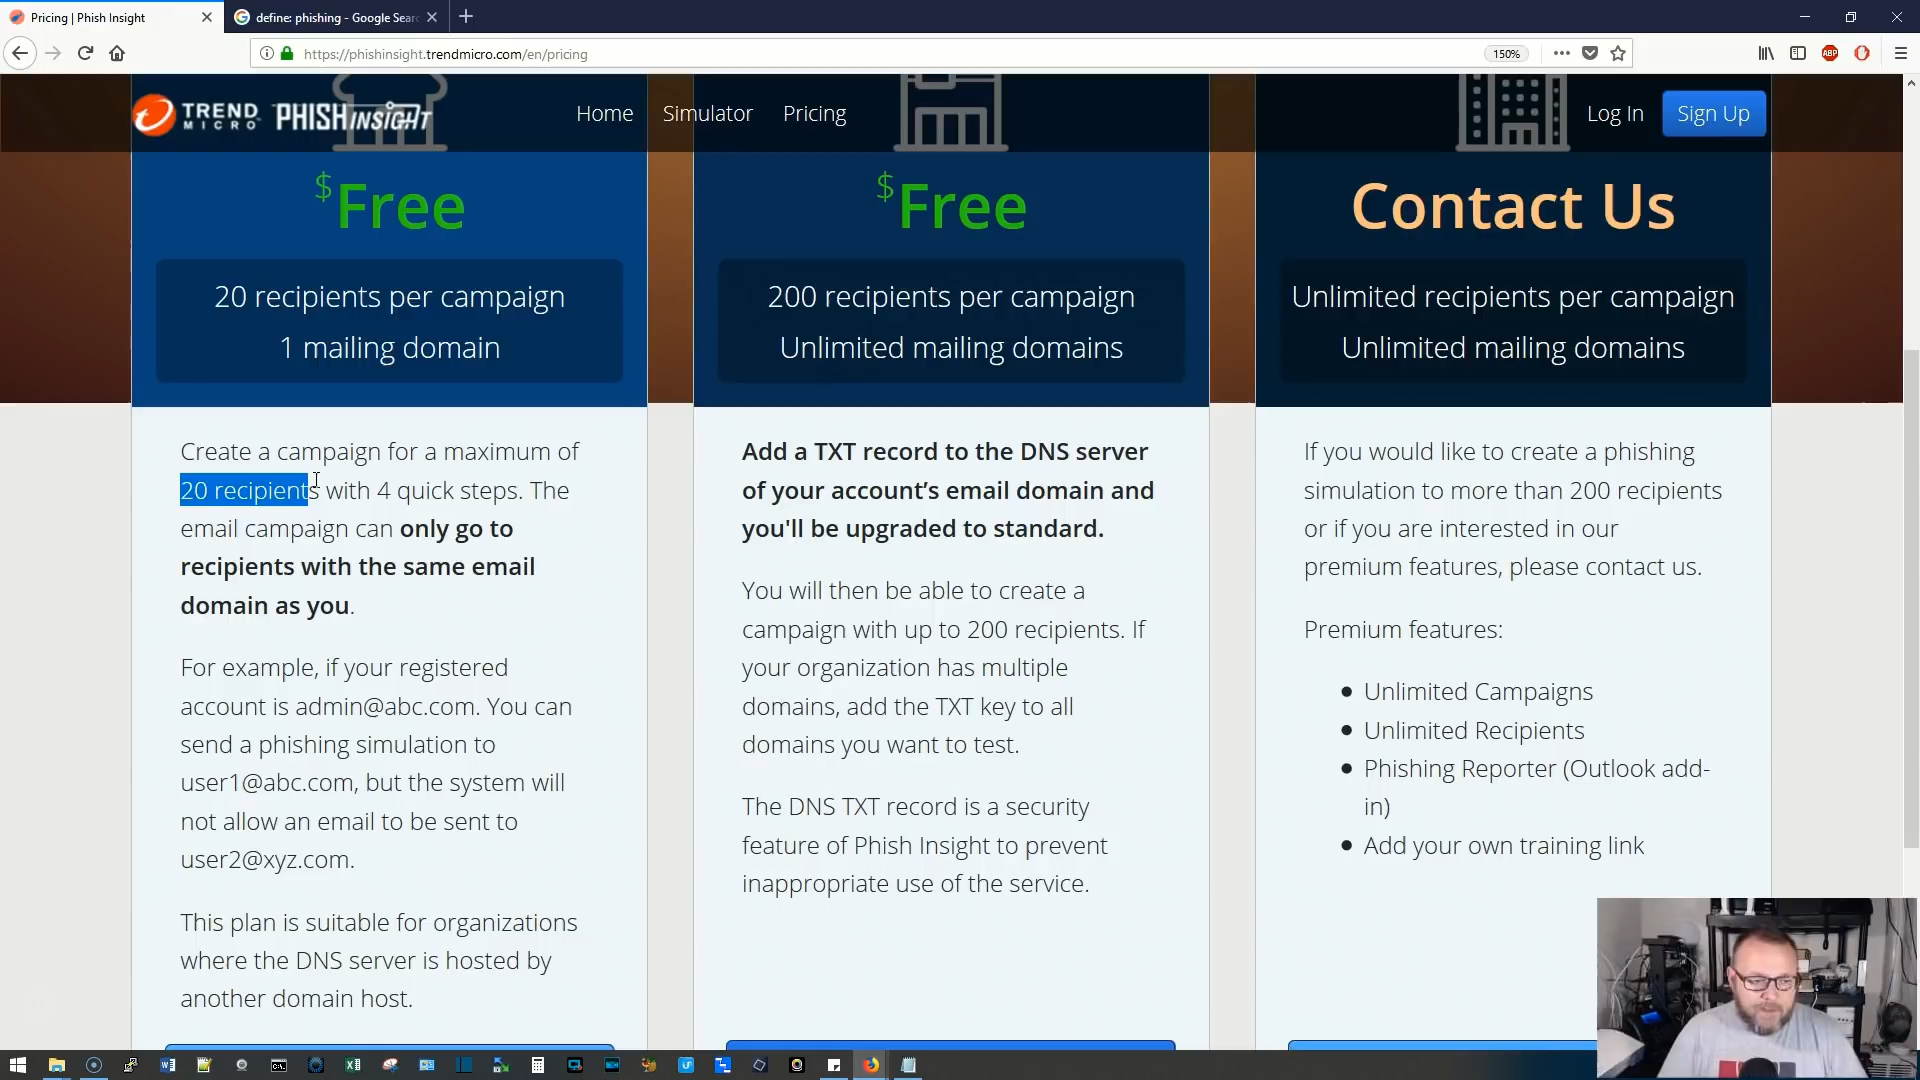 Pricing | Phish Insight
define: phishing - Google Sear
https://phishinsight.trendmicro.com/en/pricing
150%
TREND MICRO PHISH INSIGHT
Home
Simulator
Pricing
Log In
Sign Up
$Free
20 recipients per campaign
1 mailing domain
Create a campaign for a maximum of
20 recipients with 4 quick steps. The
email campaign can only go to
recipients with the same email
domain as you.
For example, if your registered
account is admin@abc.com. You can
send a phishing simulation to
user1@abc.com, but the system will
not allow an email to be sent to
user2@xyz.com.
This plan is suitable for organizations
where the DNS server is hosted by
another domain host.
$Free
200 recipients per campaign
Unlimited mailing domains
Add a TXT record to the DNS server
of your account’s email domain and
you'll be upgraded to standard.
You will then be able to create a
campaign with up to 200 recipients. If
your organization has multiple
domains, add the TXT key to all
domains you want to test.
The DNS TXT record is a security
feature of Phish Insight to prevent
inappropriate use of the service.
Contact Us
Unlimited recipients per campaign
Unlimited mailing domains
If you would like to create a phishing
simulation to more than 200 recipients
or if you are interested in our
premium features, please contact us.
Premium features:
Unlimited Campaigns
Unlimited Recipients
Phishing Reporter (Outlook add-
in)
Add your own training link